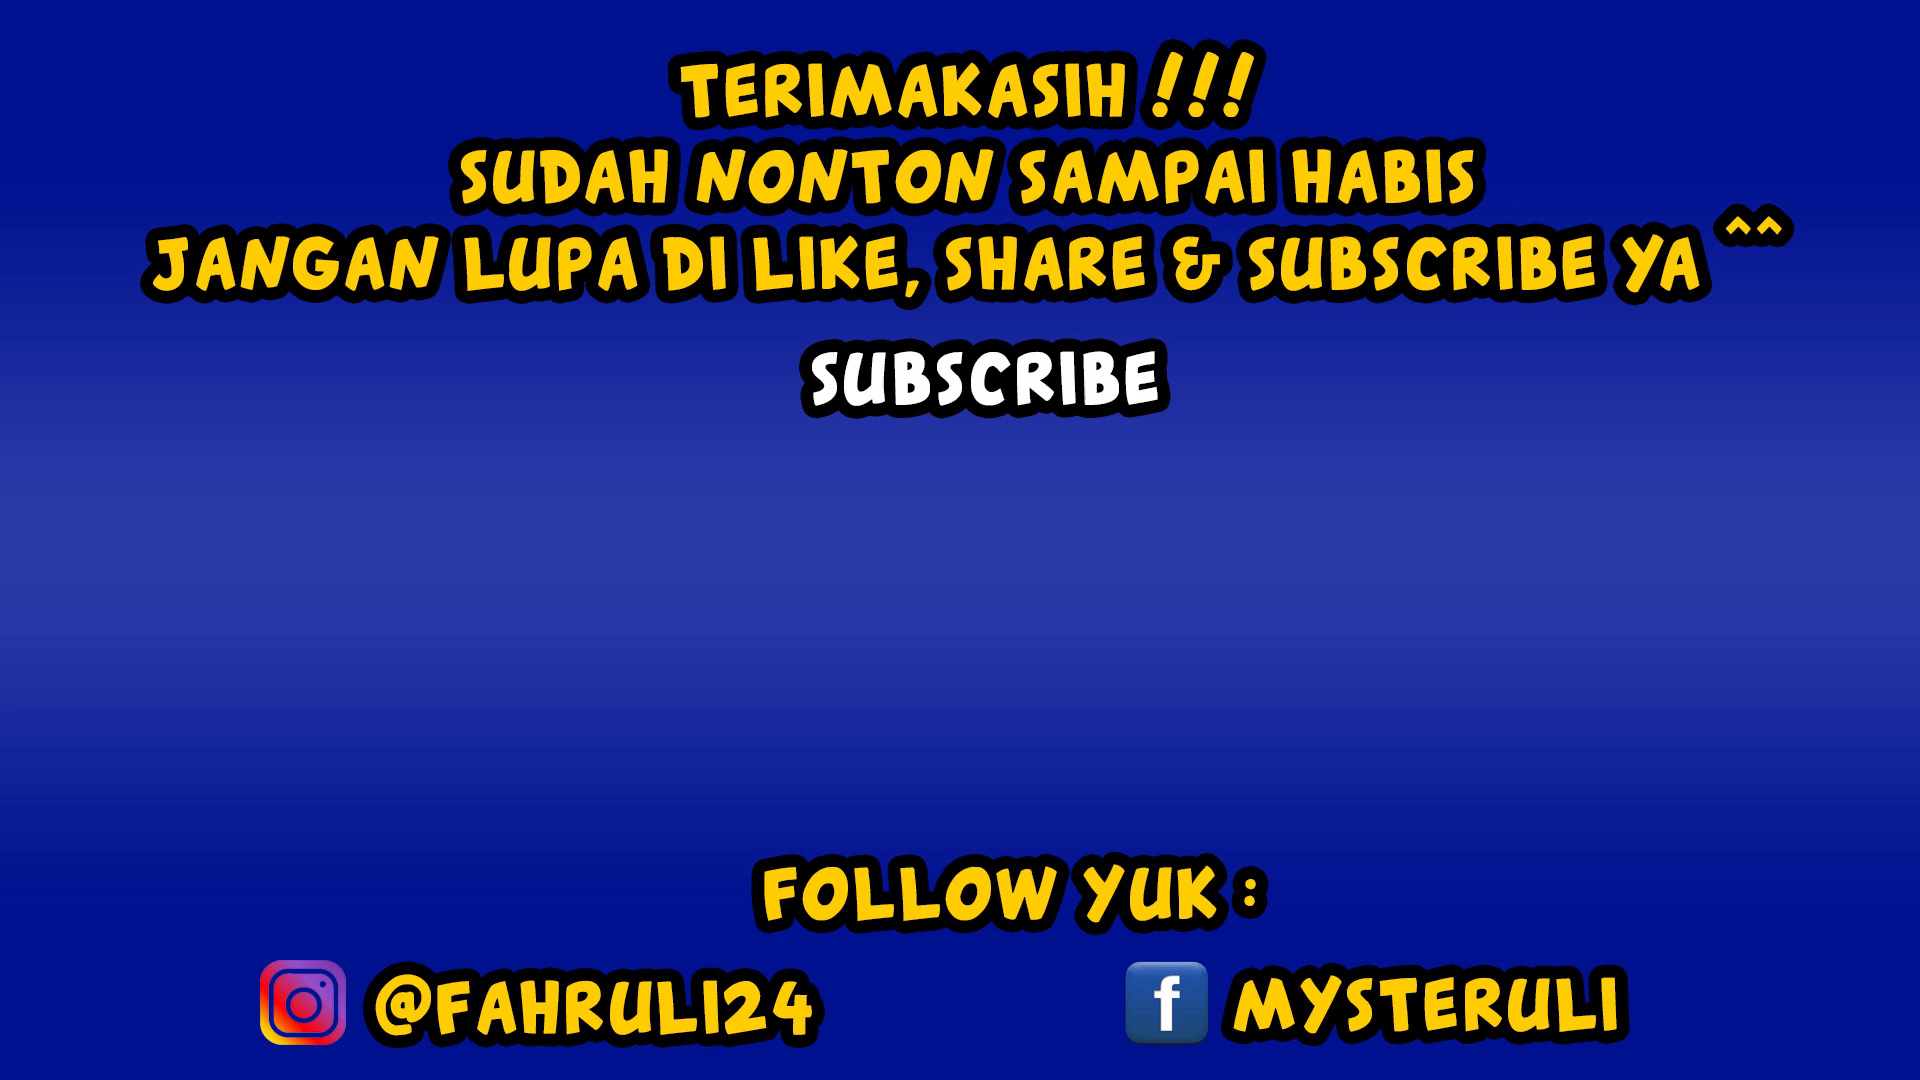 TERIMAKASIH !!!
SUDAH NONTON SAMPAI HABIS
JANGAN LUPA DI LIKE, SHARE & SUBSCRIBE YA ^^
SUBSCRIBE
FOLLOW YUK :
@FAHRULI24
f MYSTERULI